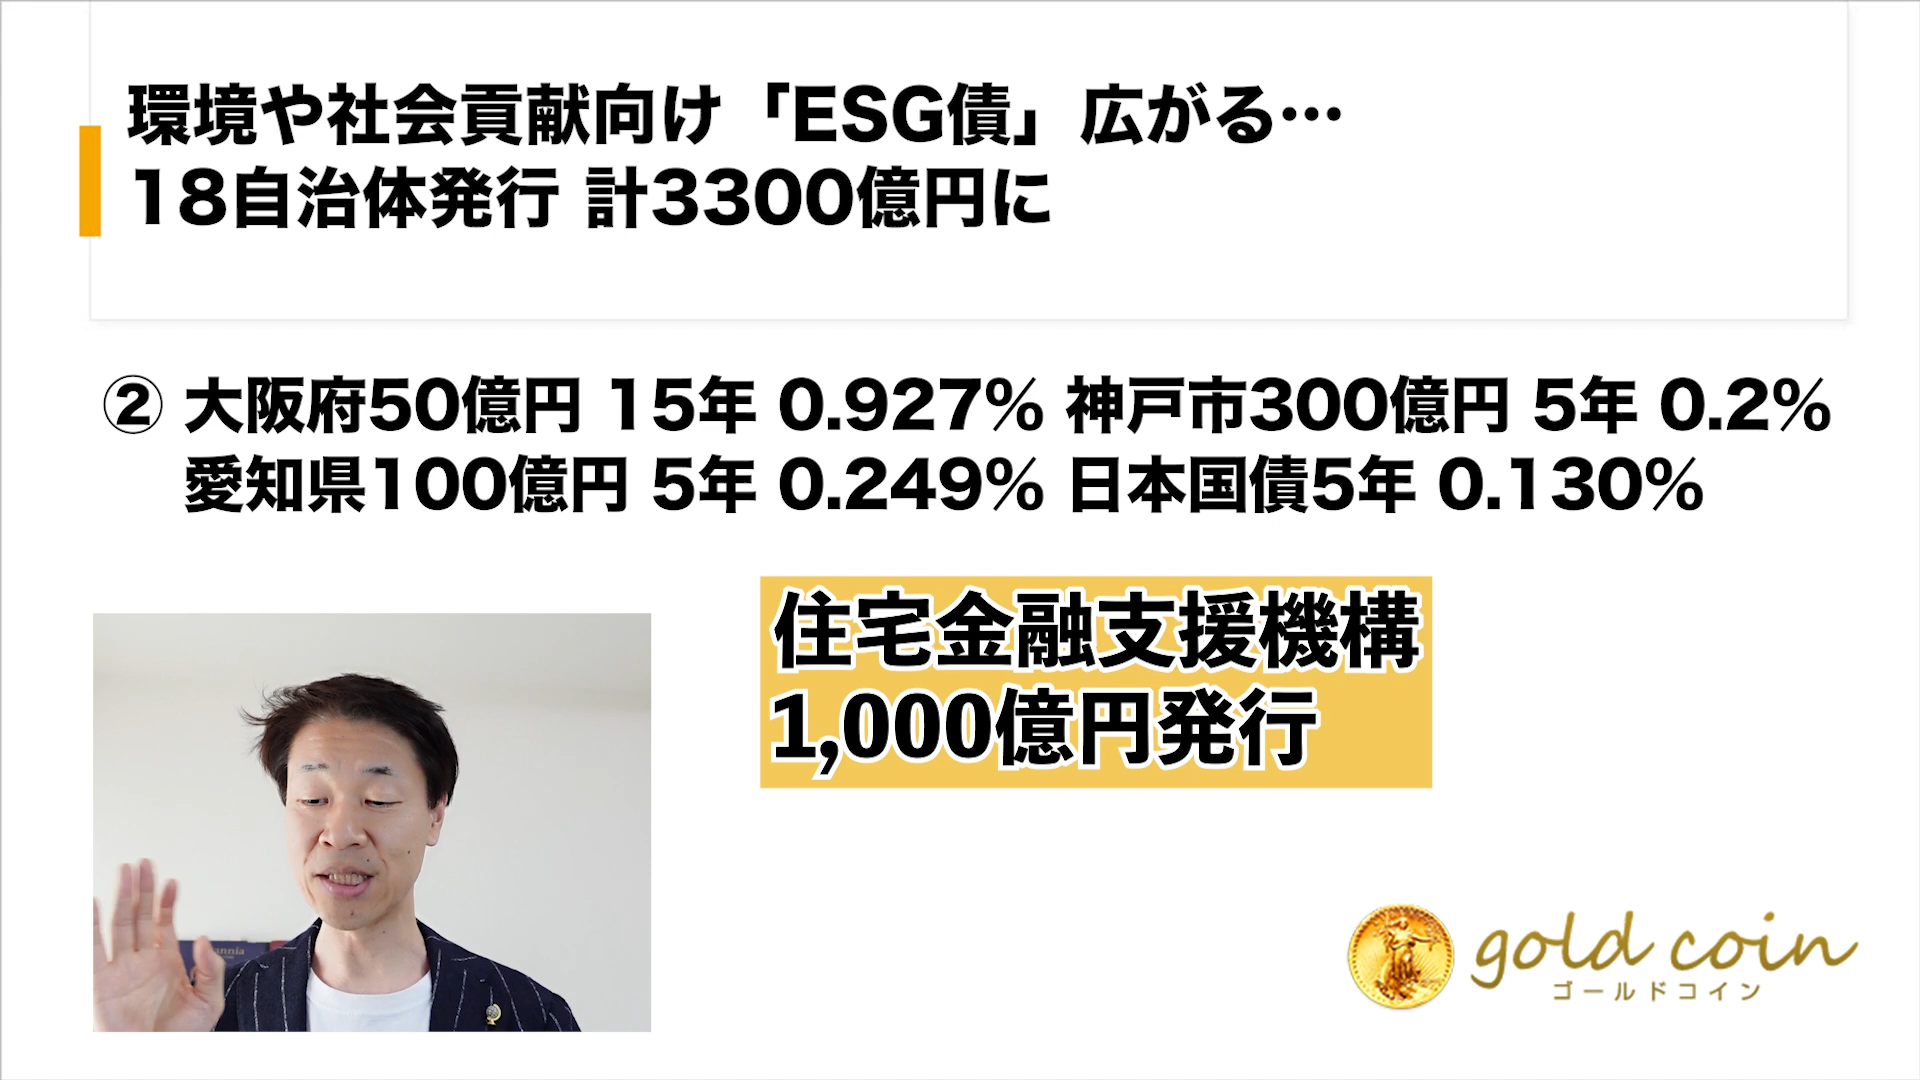 環境や社会貢献向け「ESG債」広がる…
18自治体発行 計3300億円に
② 大阪府50億円 15年 0.927% 神戸市300億円 5年 0.2%
愛知県100億円 5年 0.249% 日本国債5年 0.130%
住宅金融支援機構
1,000億円発行
gold coin
ゴールドコイン